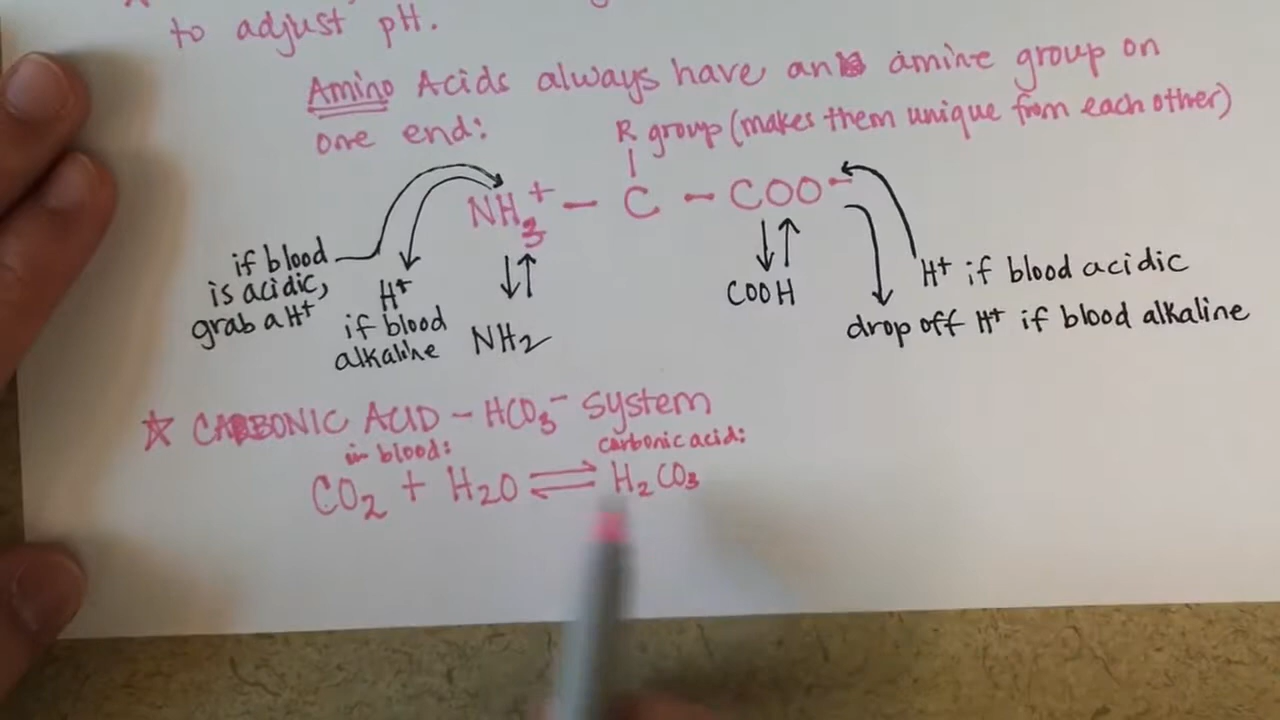 to adjust pH.
Amino Acids always have an amine group on
one end:
R group (makes them unique from each other)
NH3+ – C – COO-
if blood
is acidic,
grab a H+
H+
if blood
alkaline
NH2
COOH
H+ if blood acidic
drop off H+ if blood alkaline
☆ CARBONIC ACID – HCO3- System
in blood:
carbonic acid:
CO2 + H2O ⇌ H2CO3